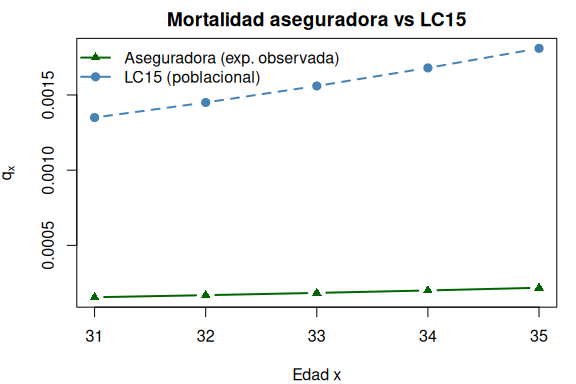 Mortalidad aseguradora vs LC15
Aseguradora (exp. observada)
LC15 (poblacional)
qx
0.0015
0.0010
0.0005
31 32 33 34 35
Edad x